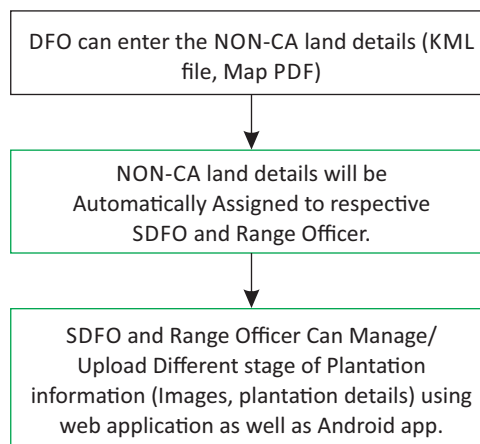 DFO can enter the NON-CA land details (KML
file, Map PDF)
NON-CA land details will be
Automatically Assigned to respective
SDFO and Range Officer.
SDFO and Range Officer Can Manage/
Upload Different stage of Plantation
information (Images, plantation details) using
web application as well as Android app.